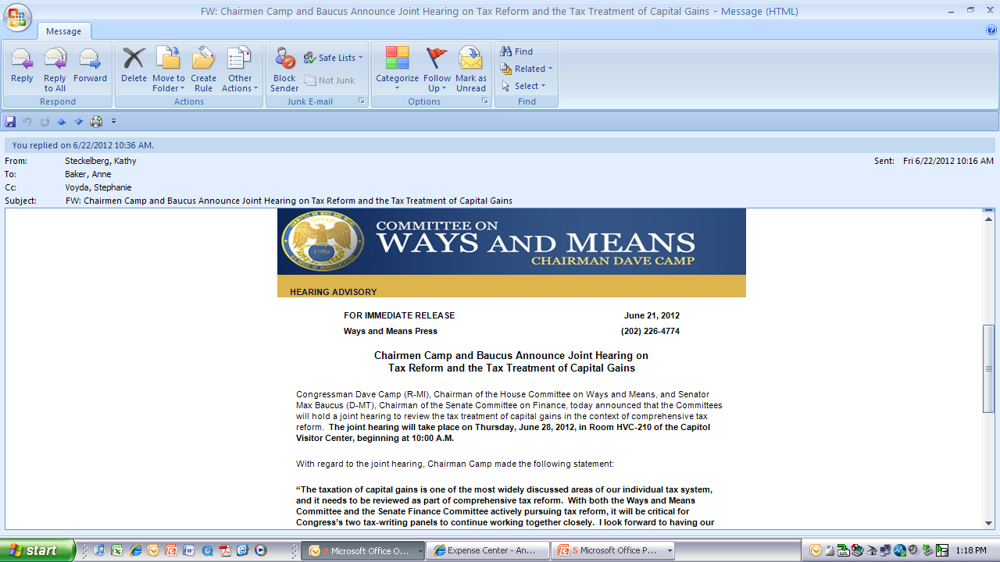 FW: Chairmen Camp and Baucus Announce Joint Hearing on Tax Reform and the Tax Treatment of Capital Gains - Message (HTML)
Message
Reply
Reply to All
Forward
Respond
Delete
Move to Folder
Create Rule
Other Actions
Actions
Block Sender
Safe Lists
Not Junk
Junk E-mail
Categorize
Follow Up
Mark as Unread
Options
Find
Related
Select
Find
You replied on 6/22/2012 10:36 AM.
From: Steckelberg, Kathy
Sent: Fri 6/22/2012 10:16 AM
To: Baker, Anne
Cc: Voyda, Stephanie
Subject: FW: Chairmen Camp and Baucus Announce Joint Hearing on Tax Reform and the Tax Treatment of Capital Gains
1789
COMMITTEE ON
WAYS AND MEANS
CHAIRMAN DAVE CAMP
HEARING ADVISORY
FOR IMMEDIATE RELEASE June 21, 2012
Ways and Means Press (202) 226-4774
Chairmen Camp and Baucus Announce Joint Hearing on
Tax Reform and the Tax Treatment of Capital Gains
Congressman Dave Camp (R-MI), Chairman of the House Committee on Ways and Means, and Senator
Max Baucus (D-MT), Chairman of the Senate Committee on Finance, today announced that the Committees
will hold a joint hearing to review the tax treatment of capital gains in the context of comprehensive tax
reform. The joint hearing will take place on Thursday, June 28, 2012, in Room HVC-210 of the Capitol
Visitor Center, beginning at 10:00 A.M.
With regard to the joint hearing, Chairman Camp made the following statement:
“The taxation of capital gains is one of the most widely discussed areas of our individual tax system,
and it needs to be reviewed as part of comprehensive tax reform. With both the Ways and Means
Committee and the Senate Finance Committee actively pursuing tax reform, it will be critical for
Congress’s two tax-writing panels to continue working together closely. I look forward to having our
start
2 Microsoft Office O...
Expense Center - An...
5 Microsoft Office P...
1:18 PM